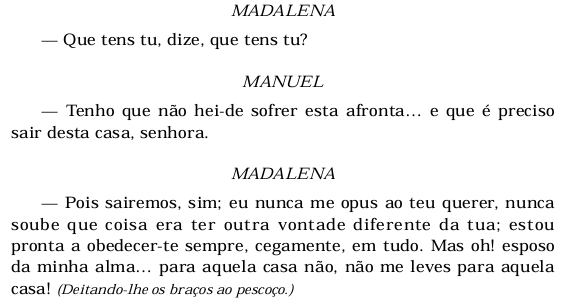 MADALENA
— Que tens tu, dize, que tens tu?
MANUEL
— Tenho que não hei-de sofrer esta afronta... e que é preciso
sair desta casa, senhora.
MADALENA
— Pois sairemos, sim; eu nunca me opus ao teu querer, nunca
soube que coisa era ter outra vontade diferente da tua; estou
pronta a obedecer-te sempre, cegamente, em tudo. Mas oh! esposo
da minha alma... para aquela casa não, não me leves para aquela
casa! (Deitando-lhe os braços ao pescoço.)